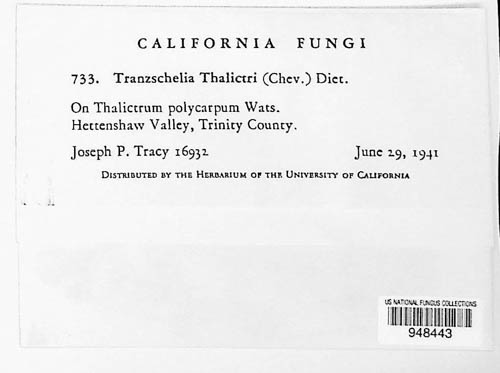 CALIFORNIA FUNGI
733. Tranzschelia Thalictri (Chev.) Diet.
On Thalictrum polycarpum Wats.
Hettenshaw Valley, Trinity County.
Joseph P. Tracy 16932 June 29, 1941
Distributed by the Herbarium of the University of California
US NATIONAL FUNGUS COLLECTIONS
948443